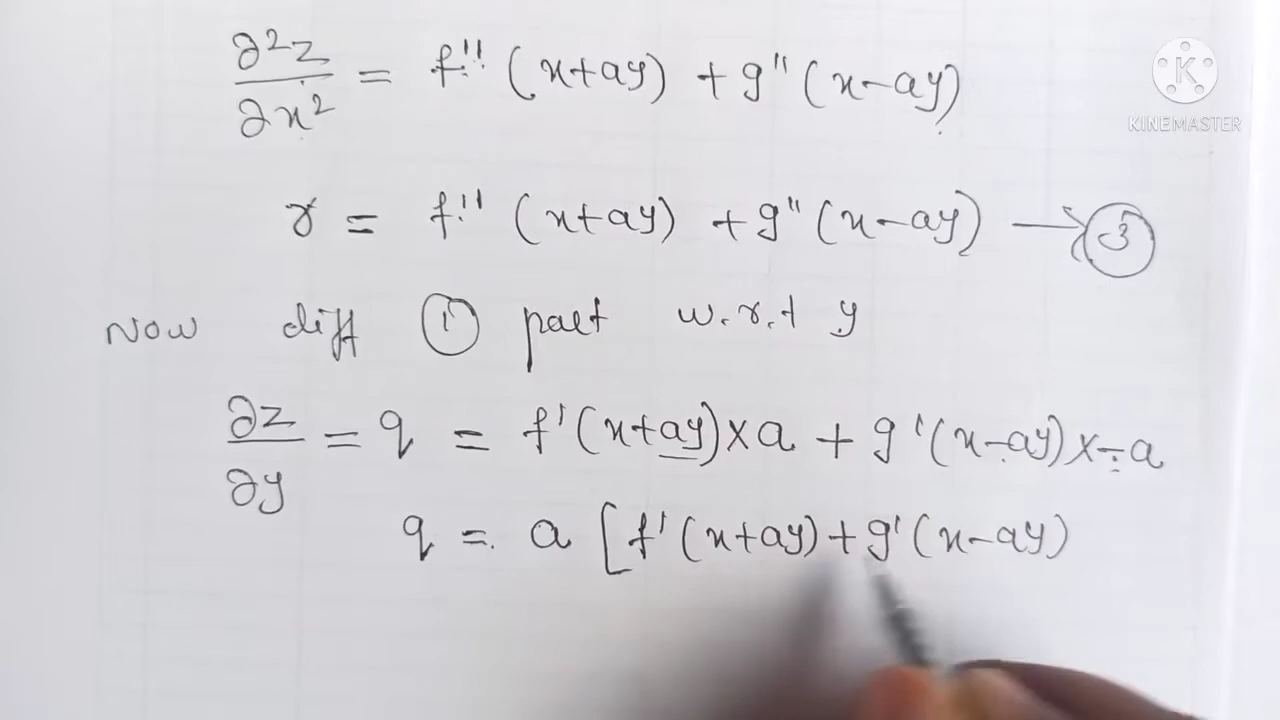 ∂²z/∂x² = f'' (x+ay) + g'' (x-ay)
K
KINEMASTER
r = f'' (x+ay) + g'' (x-ay) → ③
Now diff ① part w.r.t y
∂z/∂y = q = f'(x+ay)×a + g'(x-ay)×-a
q = a [f'(x+ay)+g'(x-ay)